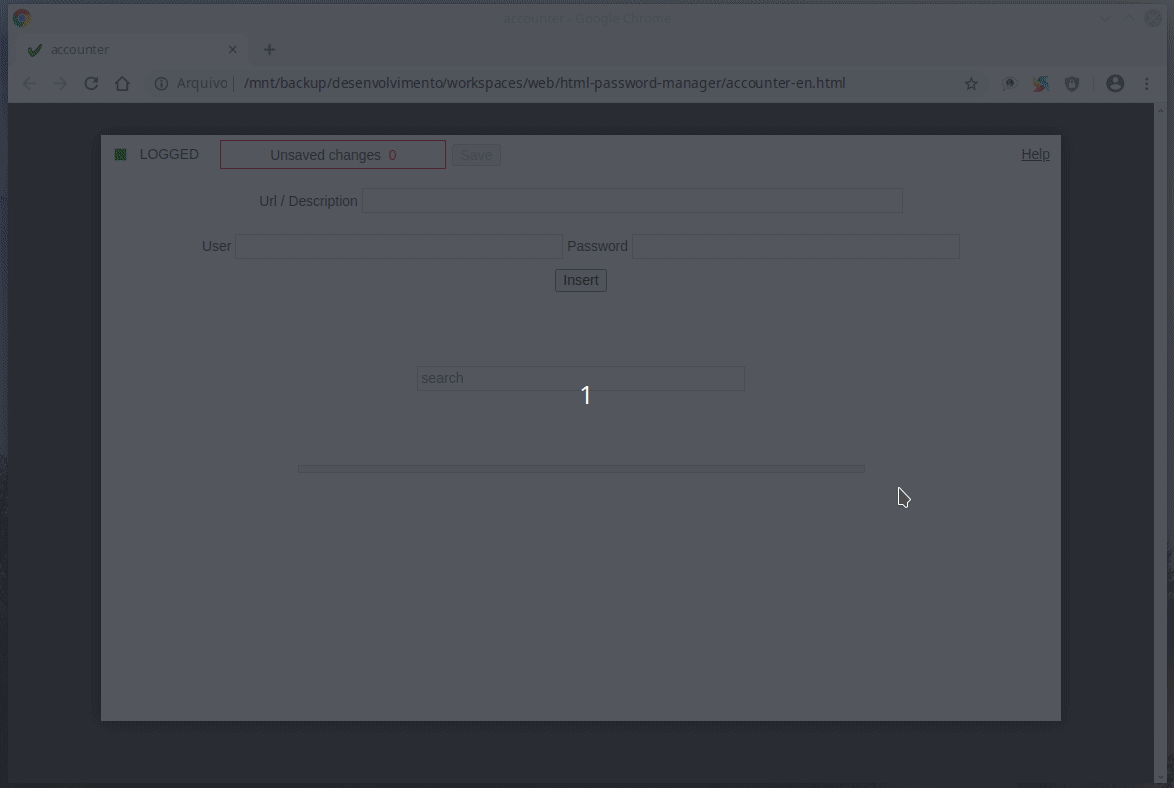 accounter - Google Chrome
accounter
Arquivo | /mnt/backup/desenvolvimento/workspaces/web/html-password-manager/accounter-en.html
LOGGED Unsaved changes 0 Save Help
Url / Description
User Password
Insert
search
1